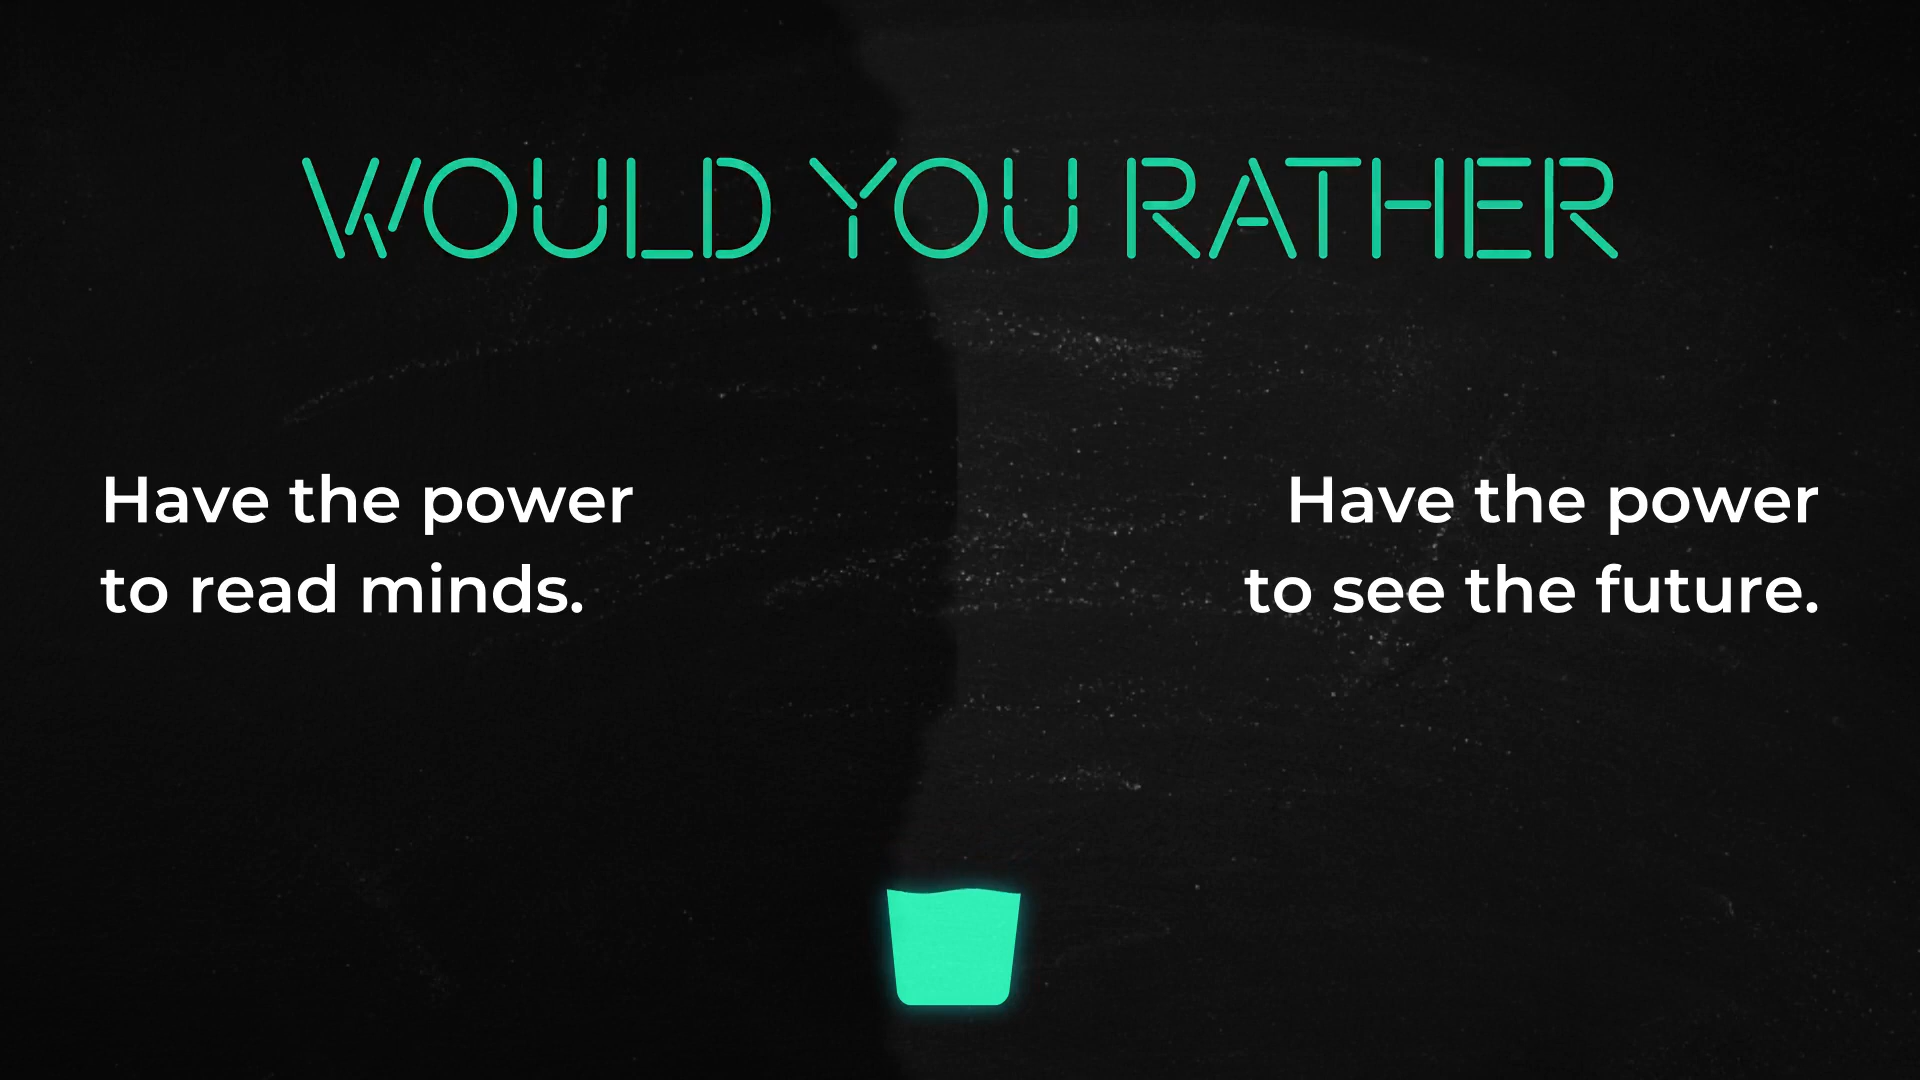 WOULD YOU RATHER
Have the power
to read minds.
Have the power
to see the future.